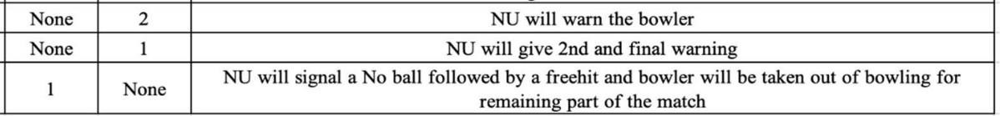 None 2 NU will warn the bowler
None 1 NU will give 2nd and final warning
1 None NU will signal a No ball followed by a freehit and bowler will be taken out of bowling for
remaining part of the match